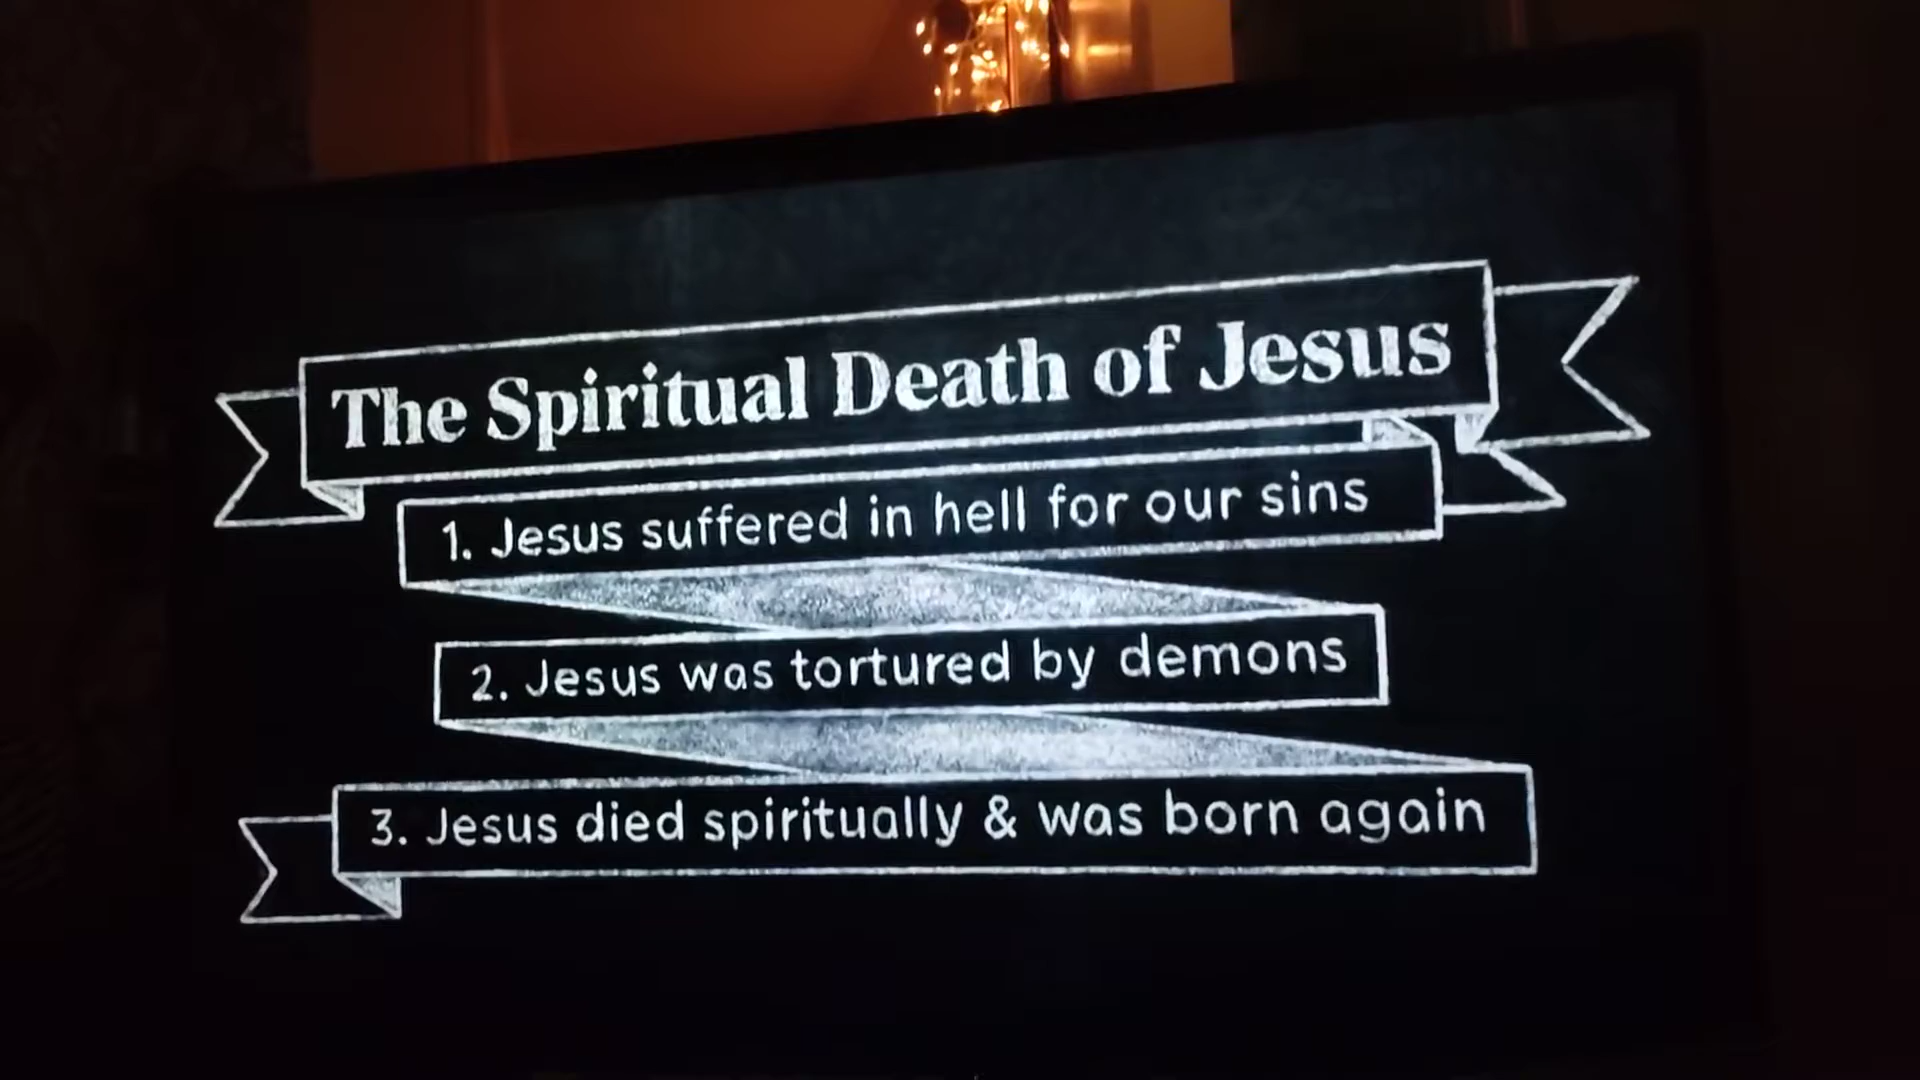 The Spiritual Death of Jesus
1. Jesus suffered in hell for our sins
2. Jesus was tortured by demons
3. Jesus died spiritually & was born again